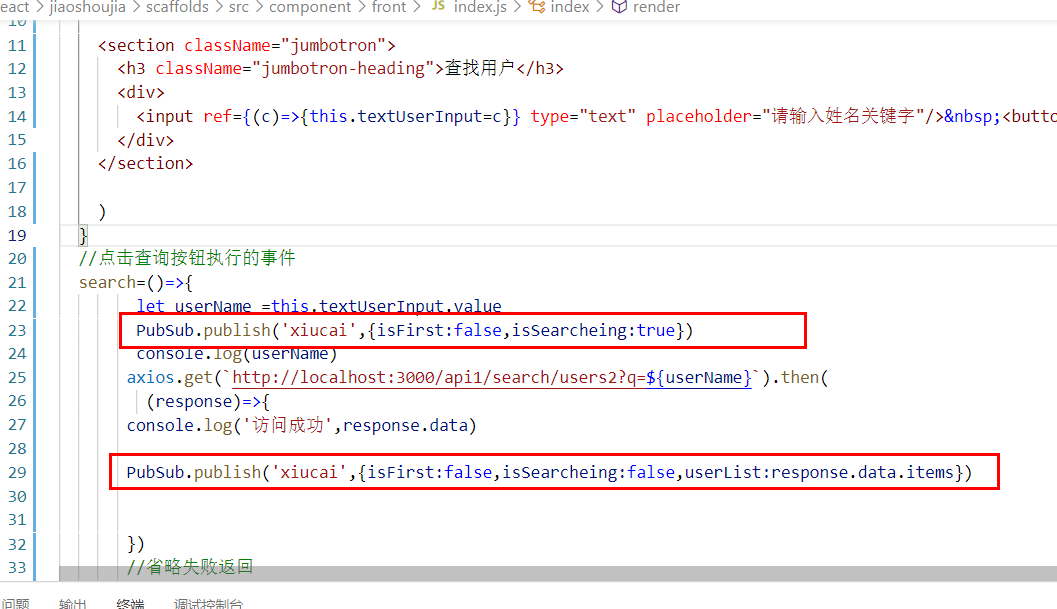 eact > jiaoshoujia > scaffolds > src > component > front > JS index.js > index > render
10
11 <section className="jumbotron">
12 <h3 className="jumbotron-heading">查找用户</h3>
13 <div>
14 <input ref={(c)=>{this.textUserInput=c}} type="text" placeholder="请输入姓名关键字"/>&nbsp;<butto
15 </div>
16 </section>
17
18 )
19 }
20 //点击查询按钮执行的事件
21 search=()=>{
22 let userName =this.textUserInput.value
23 PubSub.publish('xiucai',{isFirst:false,isSearcheing:true})
24 console.log(userName)
25 axios.get(`http://localhost:3000/api1/search/users2?q=${userName}`).then(
26 (response)=>{
27 console.log('访问成功',response.data)
28
29 PubSub.publish('xiucai',{isFirst:false,isSearcheing:false,userList:response.data.items})
30
31
32 })
33 //省略失败返回
问题 输出 终端 调试控制台